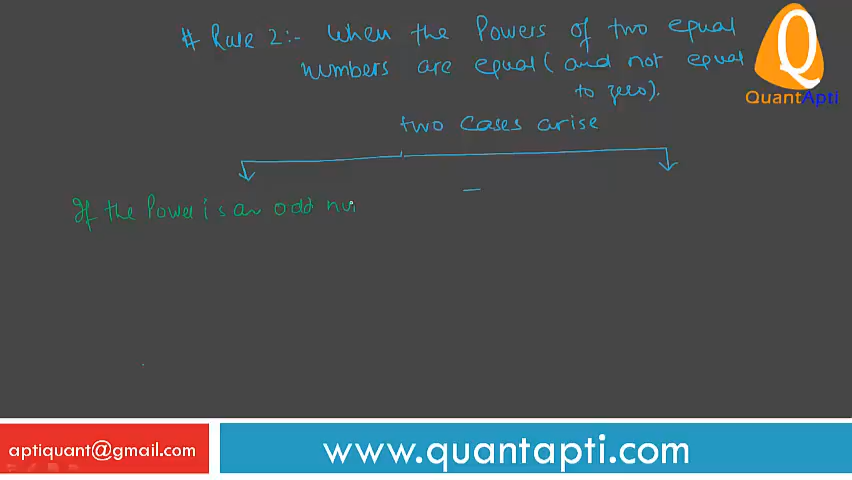 # Rule 2:- When the Powers of two equal
numbers are equal (and not equal
to zero).
two cases arise
If the Power is an odd nu
QuantApti
aptiquant@gmail.com
www.quantapti.com